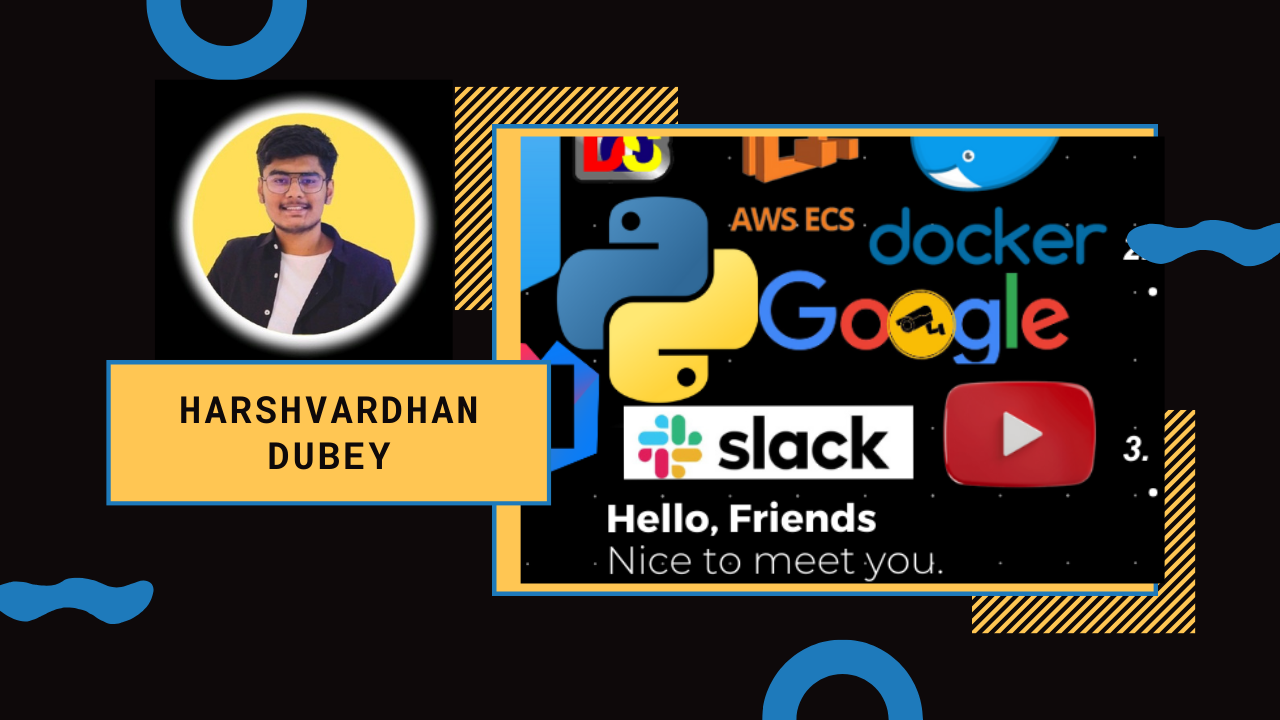 HARSHVARDHAN
DUBEY
AWS ECS
docker
Google
slack
3.
Hello, Friends
Nice to meet you.